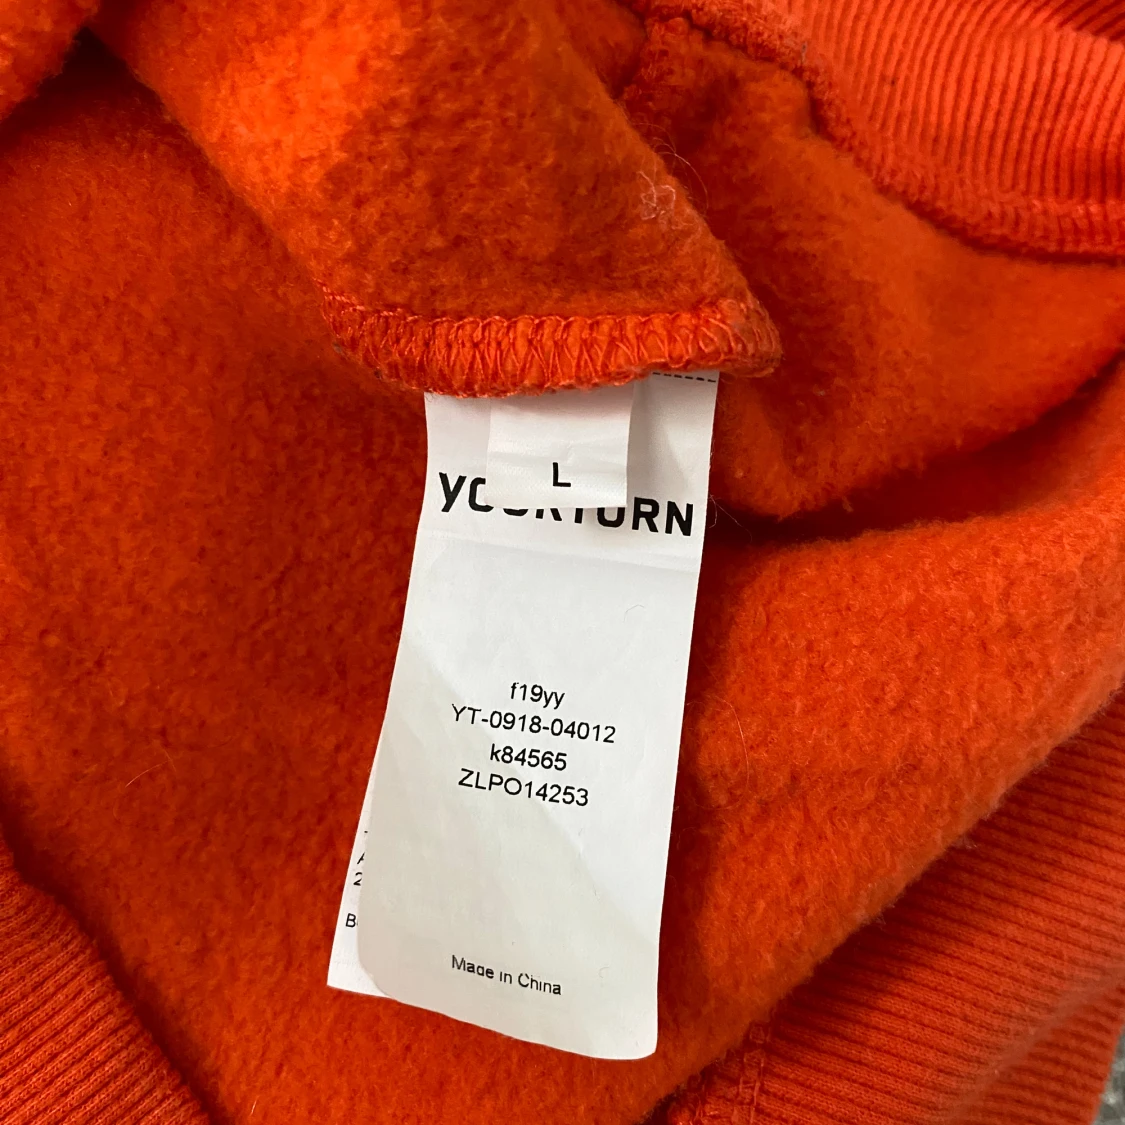 L
YOURTURN
f19yy
YT-0918-04012
k84565
ZLPO14253
Made in China